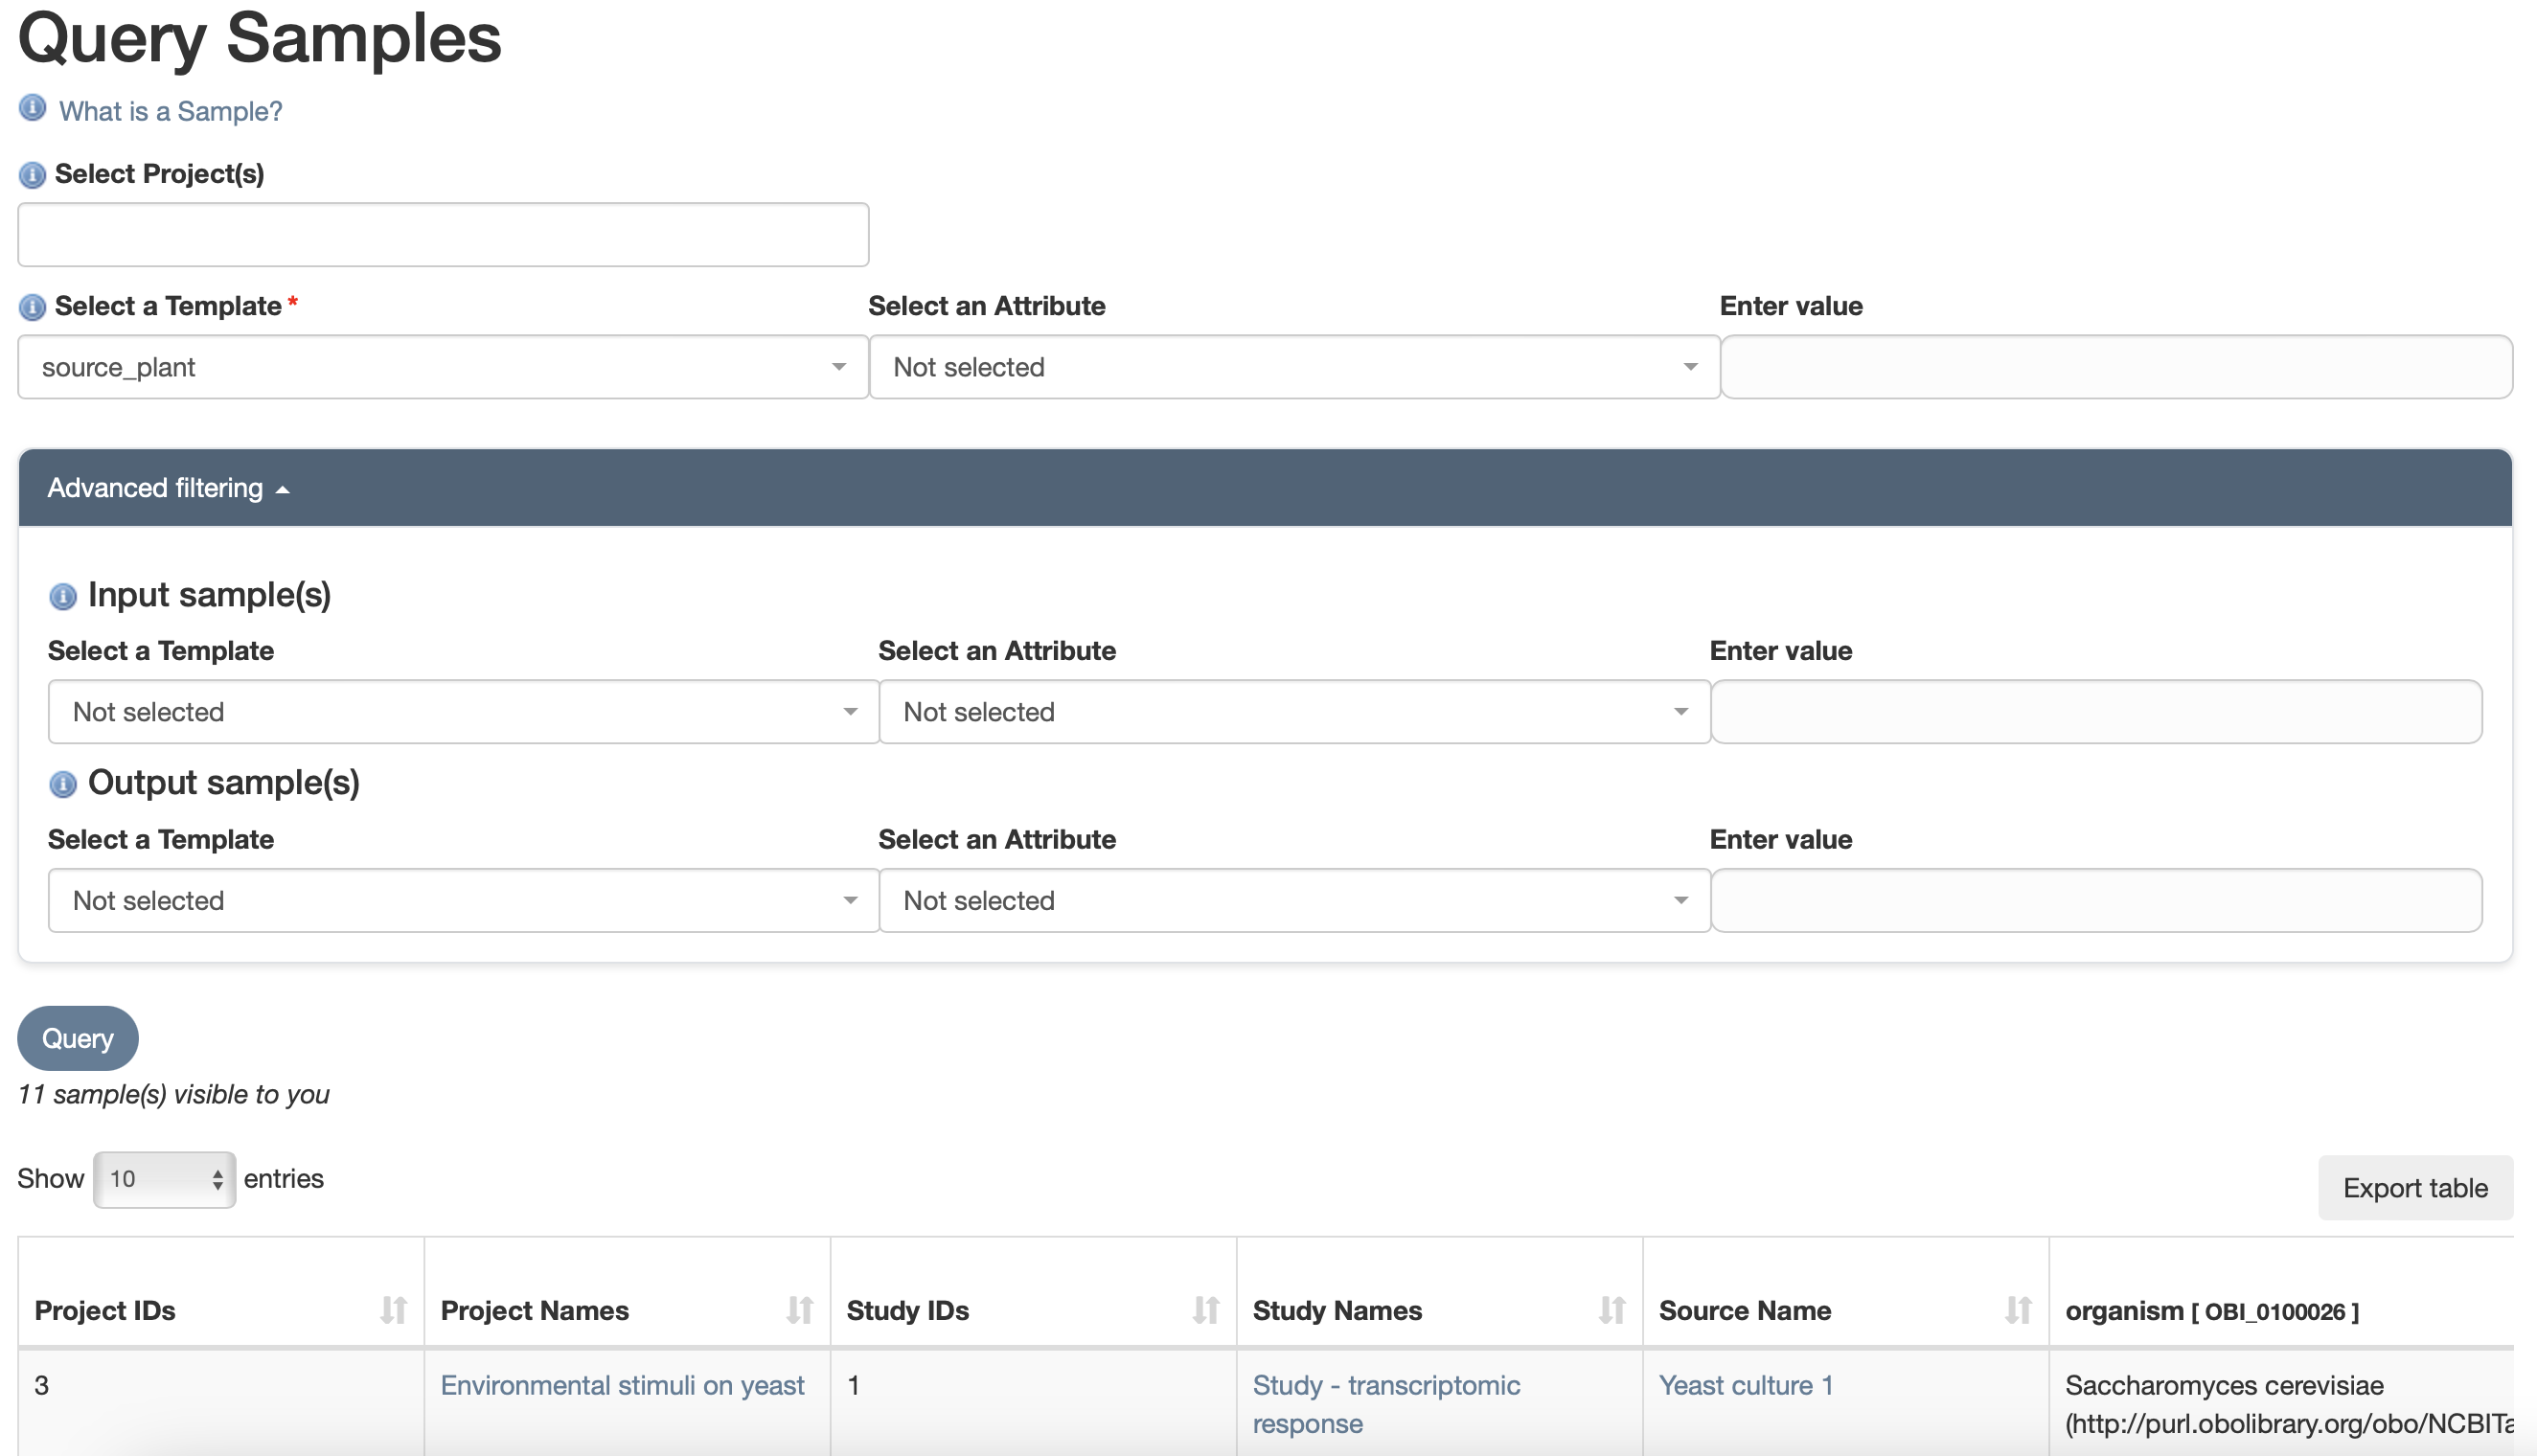 Query Samples
What is a Sample?
Select Project(s)
Select a Template * Select an Attribute Enter value
source_plant Not selected
Advanced filtering
Input sample(s)
Select a Template Select an Attribute Enter value
Not selected Not selected
Output sample(s)
Select a Template Select an Attribute Enter value
Not selected Not selected
Query
11 sample(s) visible to you
Show 10 entries Export table
Project IDs Project Names Study IDs Study Names Source Name organism [ OBI_0100026 ]
3 Environmental stimuli on yeast 1 Study - transcriptomic Yeast culture 1 Saccharomyces cerevisiae
response (http://purl.obolibrary.org/obo/NCBITa